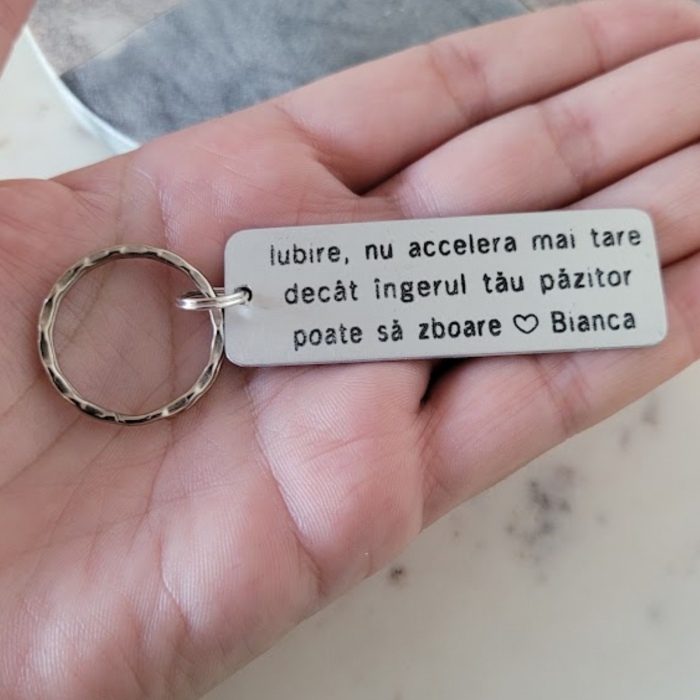 Iubire, nu accelera mai tare
decât îngerul tău păzitor
poate să zboare ♡ Bianca